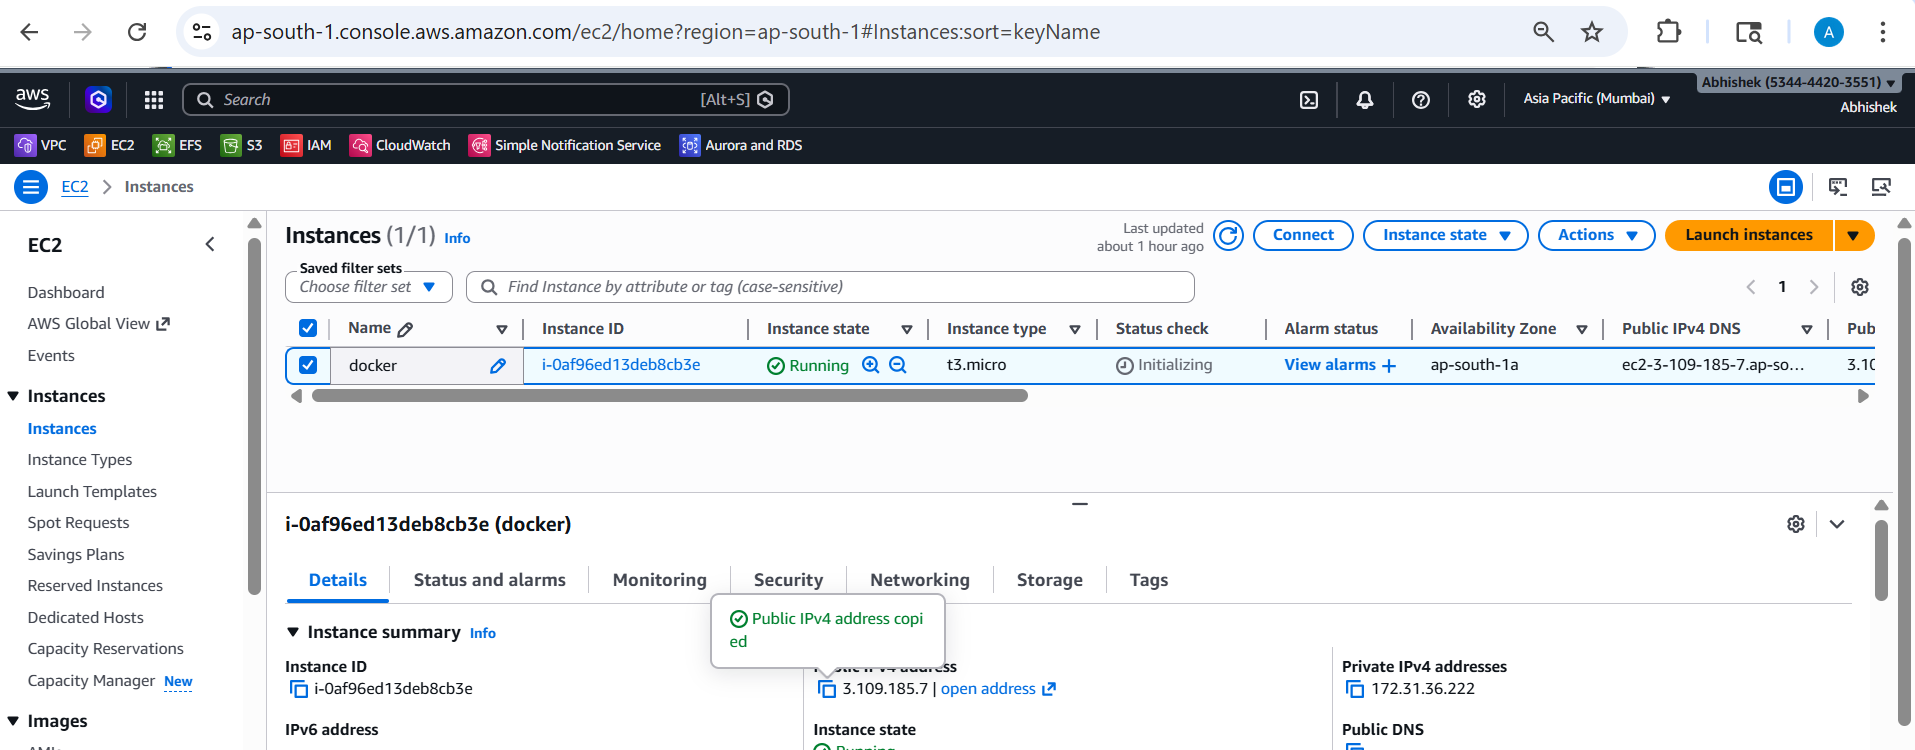 ap-south-1.console.aws.amazon.com/ec2/home?region=ap-south-1#Instances:sort=keyName
A
aws
Search
[Alt+S]
Asia Pacific (Mumbai)
Abhishek (5344-4420-3551)
Abhishek
VPC
EC2
EFS
S3
IAM
CloudWatch
Simple Notification Service
Aurora and RDS
EC2
Instances
EC2
Dashboard
AWS Global View
Events
Instances
Instances
Instance Types
Launch Templates
Spot Requests
Savings Plans
Reserved Instances
Dedicated Hosts
Capacity Reservations
Capacity Manager New
Images
Instances (1/1) Info
Last updated
about 1 hour ago
Connect
Instance state
Actions
Launch instances
Saved filter sets
Choose filter set
Find Instance by attribute or tag (case-sensitive)
1
Name
Instance ID
Instance state
Instance type
Status check
Alarm status
Availability Zone
Public IPv4 DNS
Pub
docker
i-0af96ed13deb8cb3e
Running
t3.micro
Initializing
View alarms
ap-south-1a
ec2-3-109-185-7.ap-so...
3.10
i-0af96ed13deb8cb3e (docker)
Details
Status and alarms
Monitoring
Security
Networking
Storage
Tags
Public IPv4 address copi
ed
Instance summary Info
Instance ID
i-0af96ed13deb8cb3e
IPv6 address
Public IPv4 address
3.109.185.7 | open address
Instance state
Running
Private IPv4 addresses
172.31.36.222
Public DNS